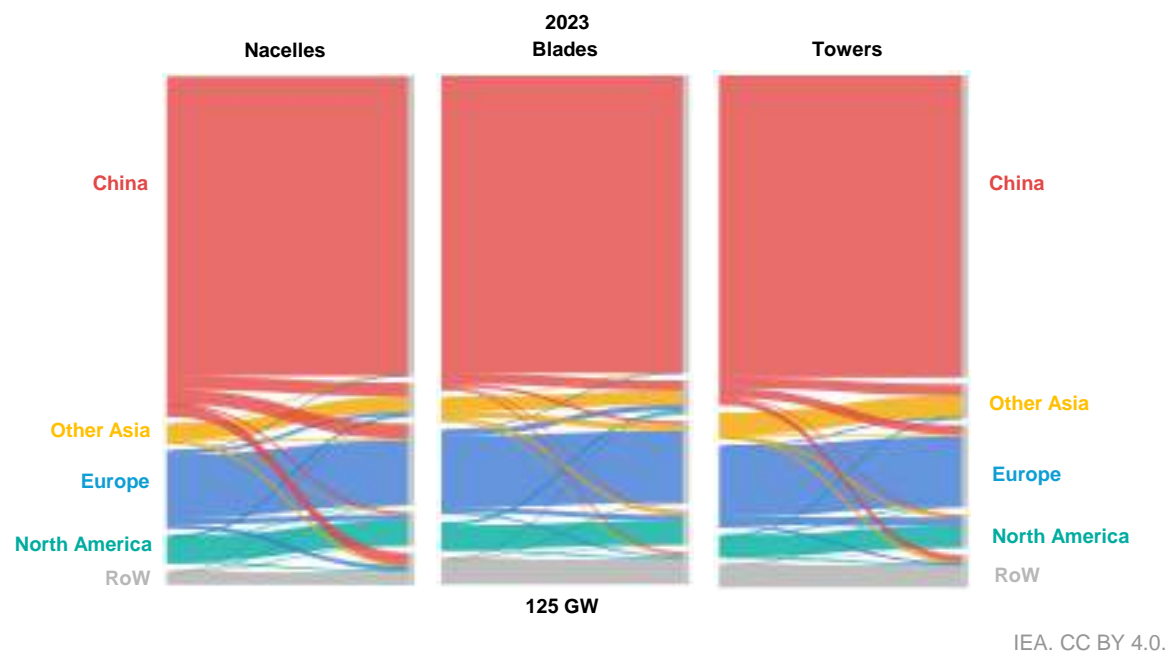 2023
Nacelles Blades Towers
China China
Other Asia Other Asia
Europe Europe
North America North America
RoW RoW
125 GW
IEA. CC BY 4.0.